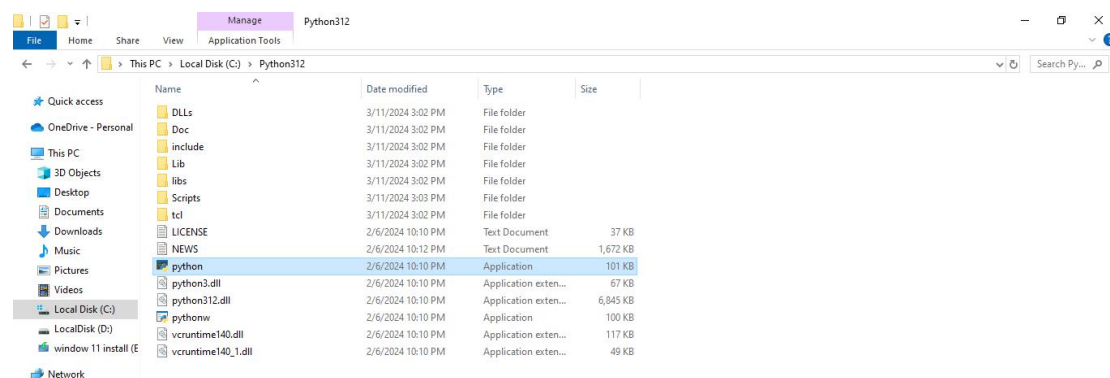 Manage Python312
File Home Share View Application Tools
This PC > Local Disk (C:) > Python312 Search Py...
Name Date modified Type Size
Quick access
OneDrive - Personal
This PC
3D Objects
Desktop
Documents
Downloads
Music
Pictures
Videos
Local Disk (C:)
LocalDisk (D:)
window 11 install (E
Network
DLLs 3/11/2024 3:02 PM File folder
Doc 3/11/2024 3:02 PM File folder
include 3/11/2024 3:02 PM File folder
Lib 3/11/2024 3:02 PM File folder
libs 3/11/2024 3:02 PM File folder
Scripts 3/11/2024 3:03 PM File folder
tcl 3/11/2024 3:02 PM File folder
LICENSE 2/6/2024 10:10 PM Text Document 37 KB
NEWS 2/6/2024 10:12 PM Text Document 1,672 KB
python 2/6/2024 10:10 PM Application 101 KB
python3.dll 2/6/2024 10:10 PM Application exten... 67 KB
python312.dll 2/6/2024 10:10 PM Application exten... 6,845 KB
pythonw 2/6/2024 10:10 PM Application 100 KB
vcruntime140.dll 2/6/2024 10:10 PM Application exten... 117 KB
vcruntime140_1.dll 2/6/2024 10:10 PM Application exten... 49 KB